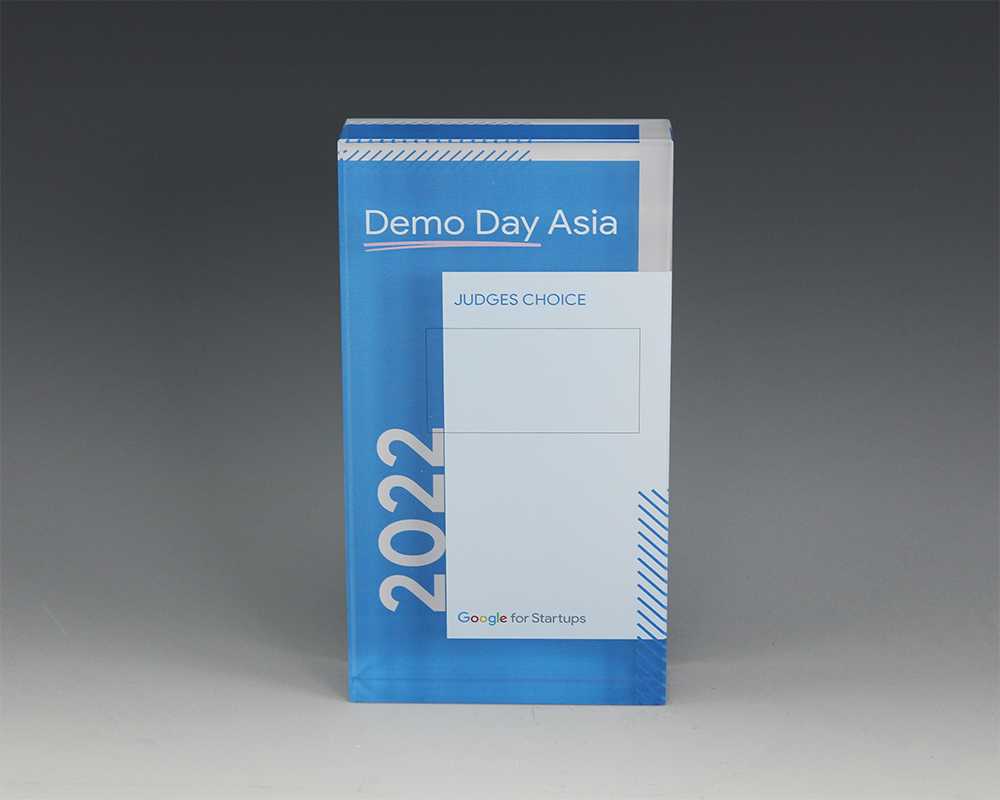 Demo Day Asia
JUDGES CHOICE
2022
Google for Startups